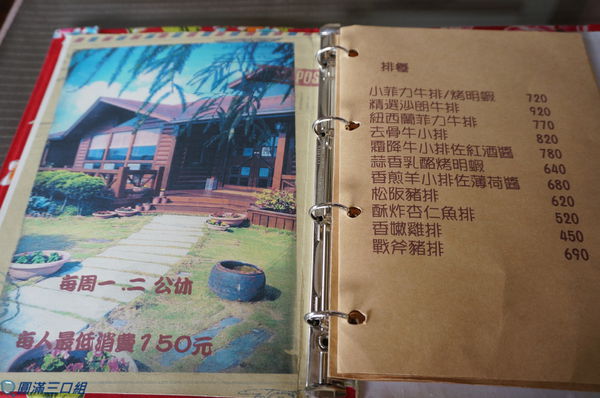 POS
每周一.二 公休
每人最低消費150元
圓滿三口組
排餐
小菲力牛排/烤明蝦 720
精選沙朗牛排 920
紐西蘭菲力牛排 770
去骨牛小排 820
霜降牛小排佐紅酒醬 780
蒜香乳酪烤明蝦 640
香煎羊小排佐薄荷醬 680
松阪豬排 620
酥炸杏仁魚排 520
香嫩雞排 450
戰斧豬排 690